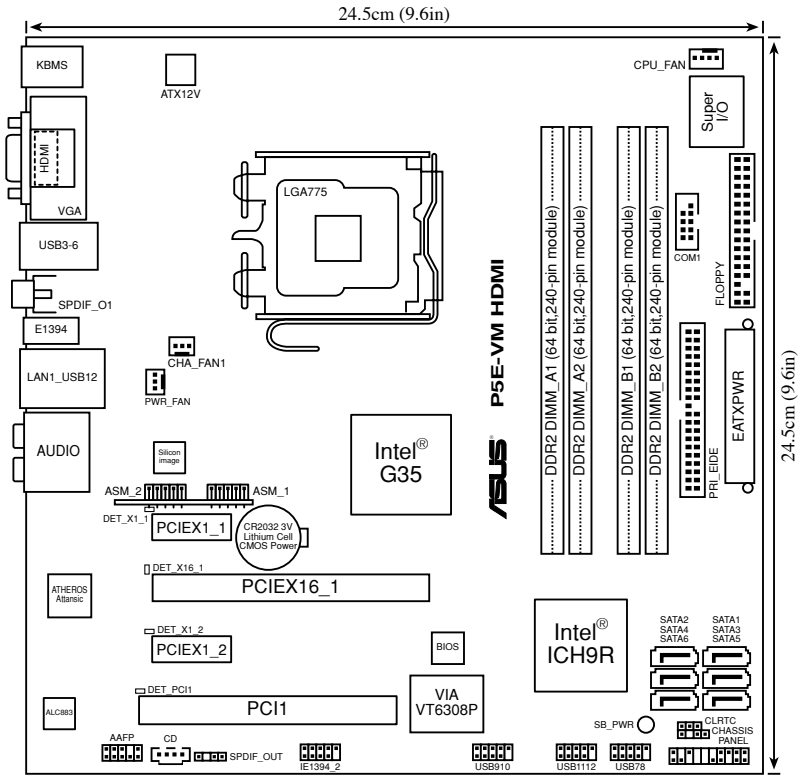 24.5cm (9.6in)
KBMS
ATX12V
CPU_FAN
Super I/O
HDMI
VGA
LGA775
DDR2 DIMM_A1 (64 bit,240-pin module)
DDR2 DIMM_A2 (64 bit,240-pin module)
DDR2 DIMM_B1 (64 bit,240-pin module)
DDR2 DIMM_B2 (64 bit,240-pin module)
COM1
FLOPPY
USB3-6
SPDIF_O1
E1394
LAN1_USB12
CHA_FAN1
PWR_FAN
P5E-VM HDMI
ASUS
24.5cm (9.6in)
EATXPWR
PRI_EIDE
AUDIO
Silicon
image
Intel®
G35
ASM_2
ASM_1
DET_X1_1
PCIEX1_1
CR2032 3V
Lithium Cell
CMOS Power
DET_X16_1
PCIEX16_1
ATHEROS
Attansic
DET_X1_2
PCIEX1_2
BIOS
Intel®
ICH9R
SATA2
SATA4
SATA6
SATA1
SATA3
SATA5
DET_PCI1
PCI1
VIA
VT6308P
ALC883
SB_PWR
CLRTC
CHASSIS
PANEL
AAFP
CD
SPDIF_OUT
IE1394_2
USB910
USB1112
USB78